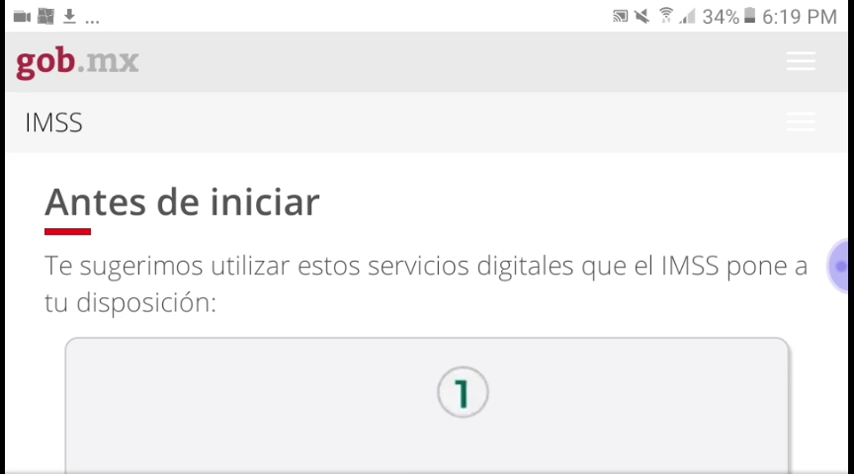 ... 34% 6:19 PM
gob.mx
IMSS
Antes de iniciar
Te sugerimos utilizar estos servicios digitales que el IMSS pone a
tu disposición:
1